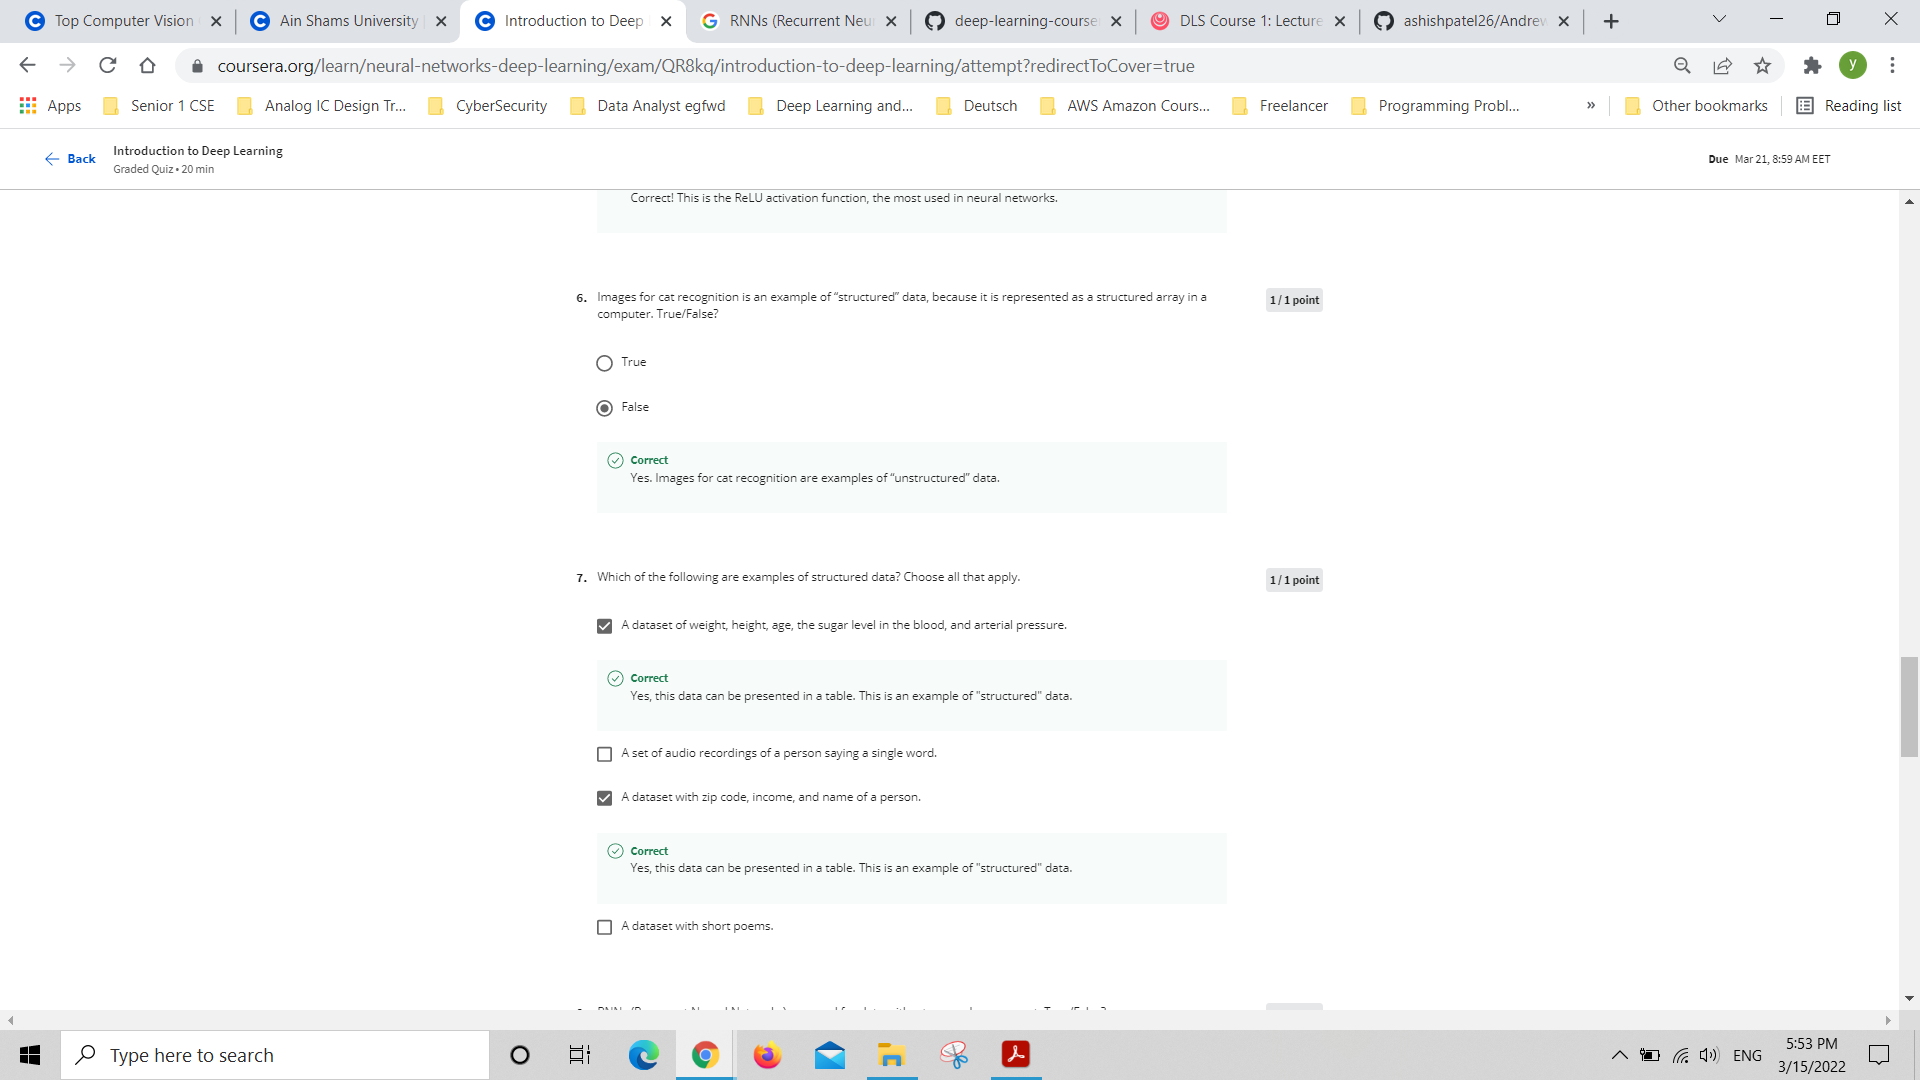 Top Computer Vision
Ain Shams University
Introduction to Deep
RNNs (Recurrent Neu
deep-learning-course
DLS Course 1: Lecture
ashishpatel26/Andrew
coursera.org/learn/neural-networks-deep-learning/exam/QR8kq/introduction-to-deep-learning/attempt?redirectToCover=true
y
Apps
Senior 1 CSE
Analog IC Design Tr...
CyberSecurity
Data Analyst egfwd
Deep Learning and...
Deutsch
AWS Amazon Cours...
Freelancer
Programming Probl...
»
Other bookmarks
Reading list
Back
Introduction to Deep Learning
Graded Quiz • 20 min
Due Mar 21, 8:59 AM EET
Correct! This is the ReLU activation function, the most used in neural networks.
6. Images for cat recognition is an example of “structured” data, because it is represented as a structured array in a
computer. True/False?
1 / 1 point
True
False
Correct
Yes. Images for cat recognition are examples of “unstructured” data.
7. Which of the following are examples of structured data? Choose all that apply.
1 / 1 point
A dataset of weight, height, age, the sugar level in the blood, and arterial pressure.
Correct
Yes, this data can be presented in a table. This is an example of "structured" data.
A set of audio recordings of a person saying a single word.
A dataset with zip code, income, and name of a person.
Correct
Yes, this data can be presented in a table. This is an example of "structured" data.
A dataset with short poems.
Type here to search
ENG
5:53 PM
3/15/2022